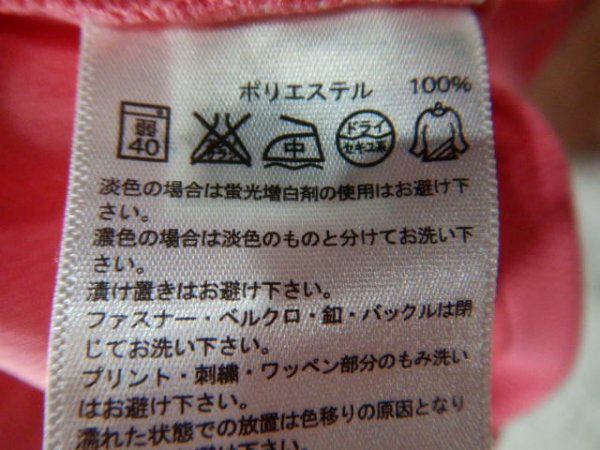 ポリエステル 100%
弱 40 エンソサラシ 中 ドライ セキユ系
淡色の場合は蛍光増白剤の使用はお避け下
さい。
濃色の場合は淡色のものと分けてお洗い下
さい。
漬け置きはお避け下さい。
ファスナー・ベルクロ・釦・バックルは閉
じてお洗い下さい。
プリント・刺繍・ワッペン部分のもみ洗い
はお避け下さい。
濡れた状態での放置は色移りの原因となり